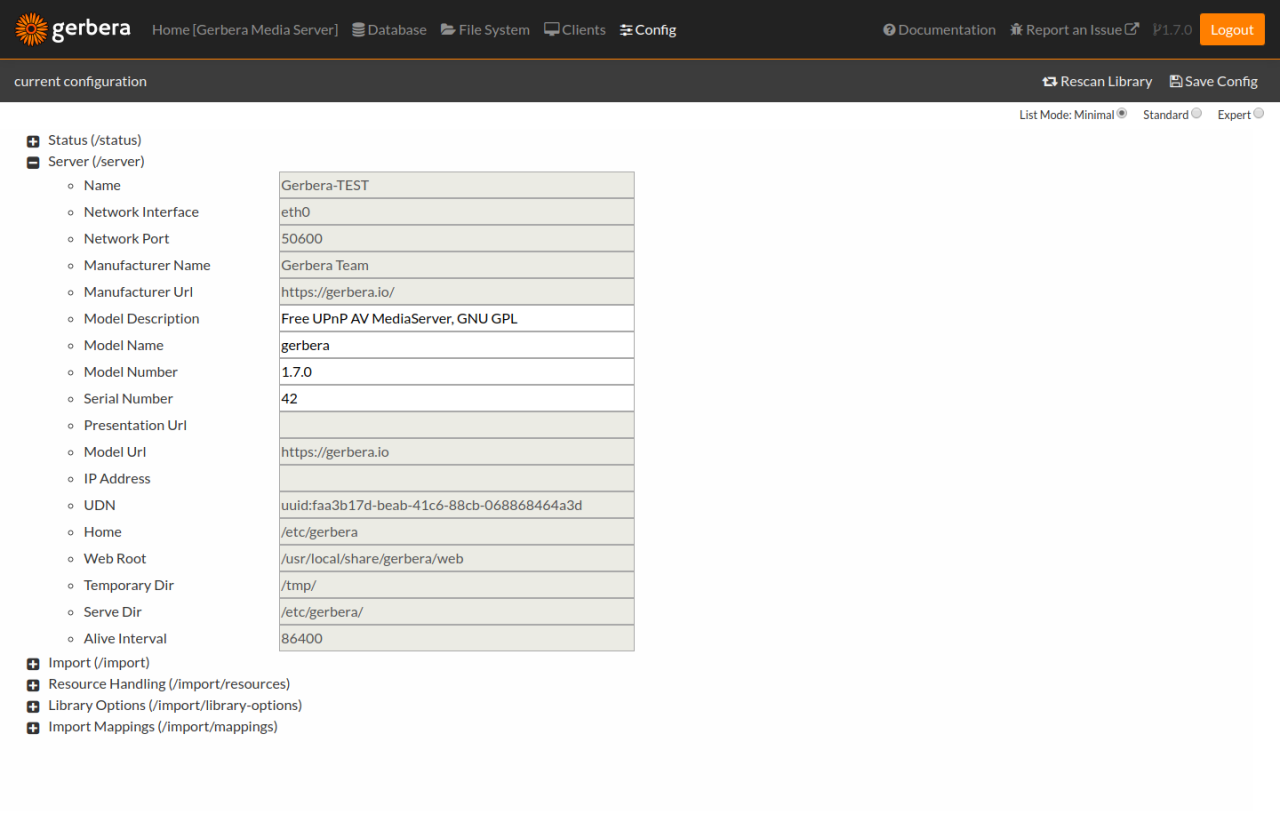 gerbera Home [Gerbera Media Server] Database File System Clients Config Documentation Report an Issue 1.7.0 Logout
current configuration Rescan Library Save Config
List Mode: Minimal Standard Expert
Status (/status)
Server (/server)
Name Gerbera-TEST
Network Interface eth0
Network Port 50600
Manufacturer Name Gerbera Team
Manufacturer Url https://gerbera.io/
Model Description Free UPnP AV MediaServer, GNU GPL
Model Name gerbera
Model Number 1.7.0
Serial Number 42
Presentation Url
Model Url https://gerbera.io
IP Address
UDN uuid:faa3b17d-beab-41c6-88cb-068868464a3d
Home /etc/gerbera
Web Root /usr/local/share/gerbera/web
Temporary Dir /tmp/
Serve Dir /etc/gerbera/
Alive Interval 86400
Import (/import)
Resource Handling (/import/resources)
Library Options (/import/library-options)
Import Mappings (/import/mappings)